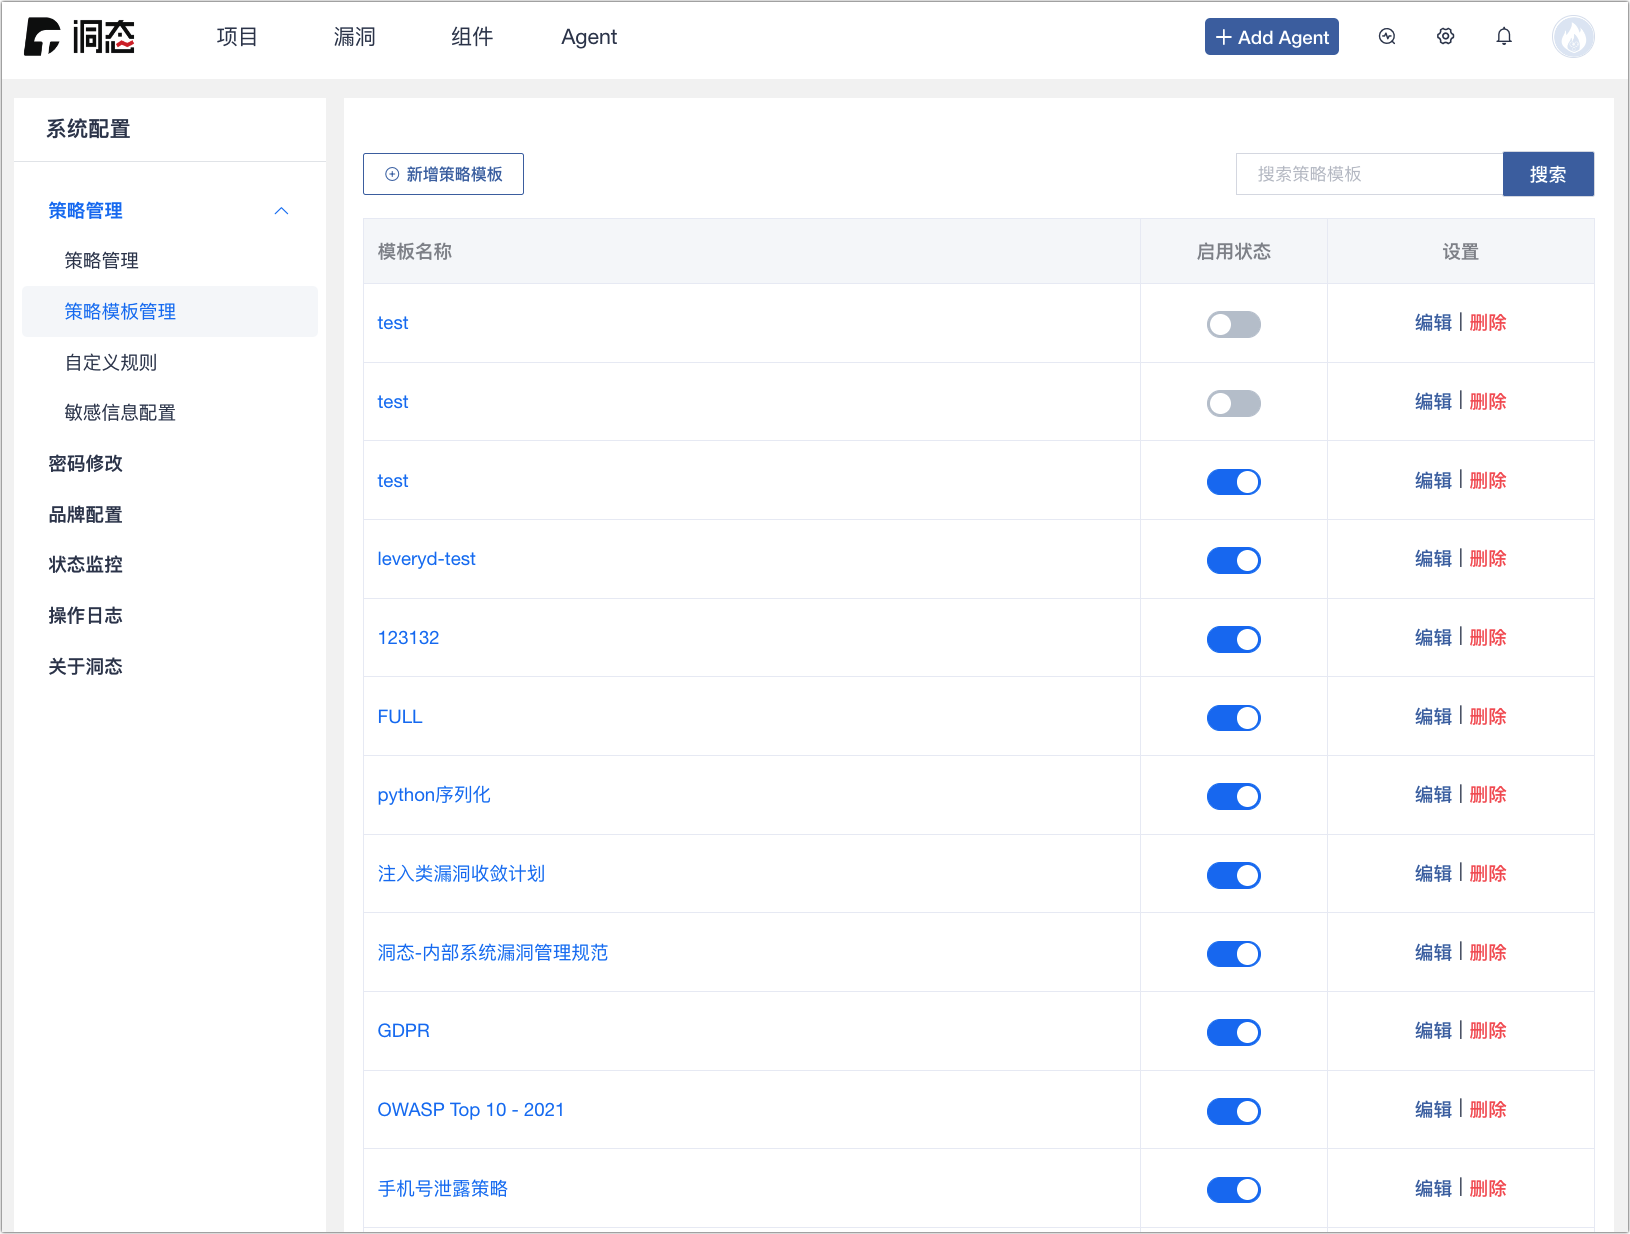 洞态
项目
漏洞
组件
Agent
+ Add Agent
系统配置
策略管理
策略管理
策略模板管理
自定义规则
敏感信息配置
密码修改
品牌配置
状态监控
操作日志
关于洞态
新增策略模板
搜索策略模板
搜索
模板名称 启用状态 设置
test 编辑 | 删除
test 编辑 | 删除
test 编辑 | 删除
leveryd-test 编辑 | 删除
123132 编辑 | 删除
FULL 编辑 | 删除
python序列化 编辑 | 删除
注入类漏洞收敛计划 编辑 | 删除
洞态-内部系统漏洞管理规范 编辑 | 删除
GDPR 编辑 | 删除
OWASP Top 10 - 2021 编辑 | 删除
手机号泄露策略 编辑 | 删除